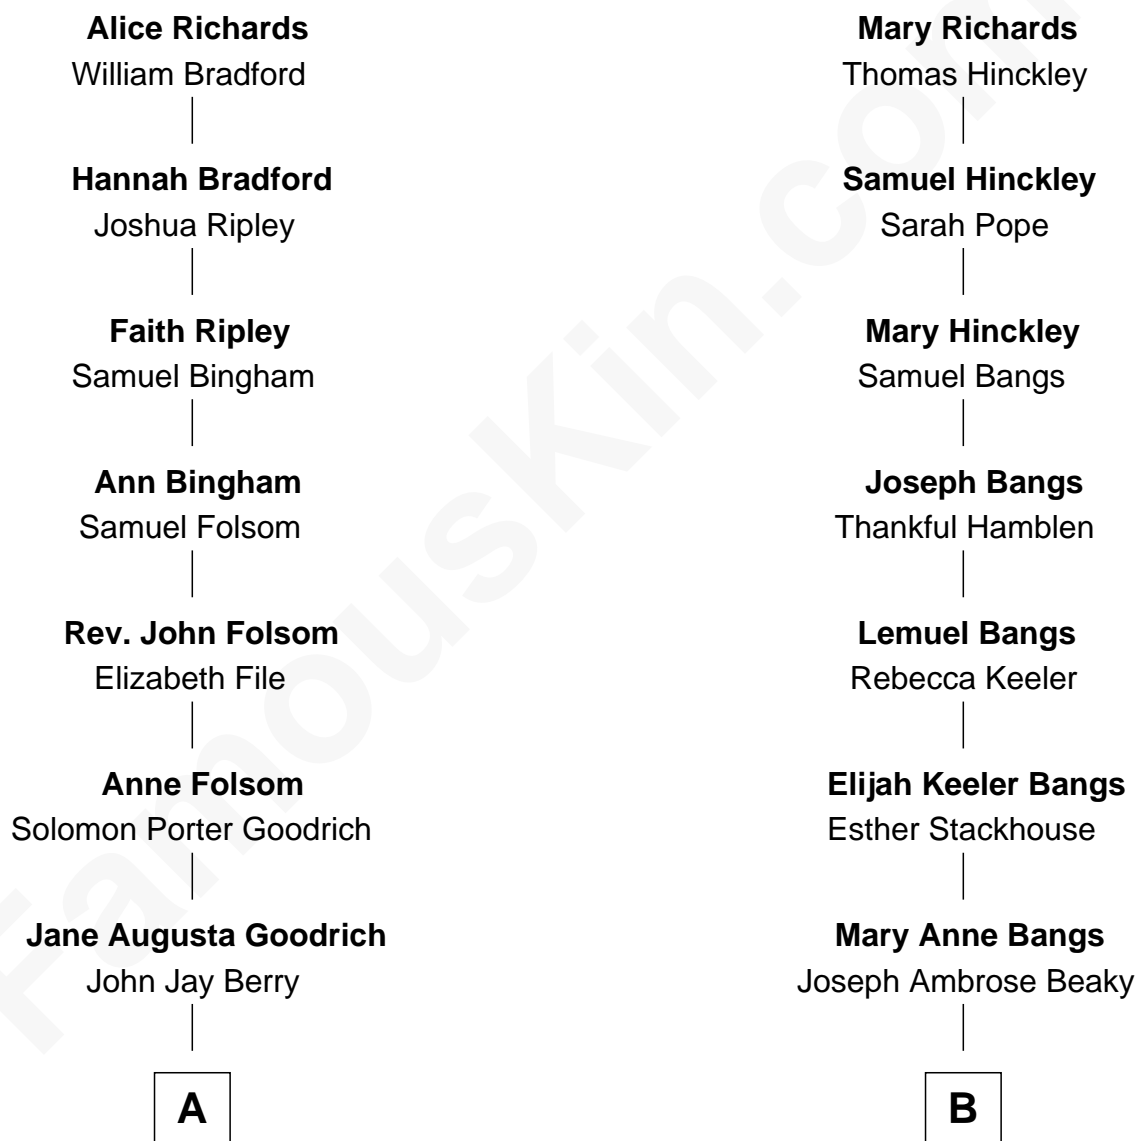 Alice Richards
William Bradford
Hannah Bradford
Joshua Ripley
Faith Ripley
Samuel Bingham
Ann Bingham
Samuel Folsom
Rev. John Folsom
Elizabeth File
Anne Folsom
Solomon Porter Goodrich
Jane Augusta Goodrich
John Jay Berry
A
Mary Richards
Thomas Hinckley
Samuel Hinckley
Sarah Pope
Mary Hinckley
Samuel Bangs
Joseph Bangs
Thankful Hamblen
Lemuel Bangs
Rebecca Keeler
Elijah Keeler Bangs
Esther Stackhouse
Mary Anne Bangs
Joseph Ambrose Beaky
B
FamousKin.com